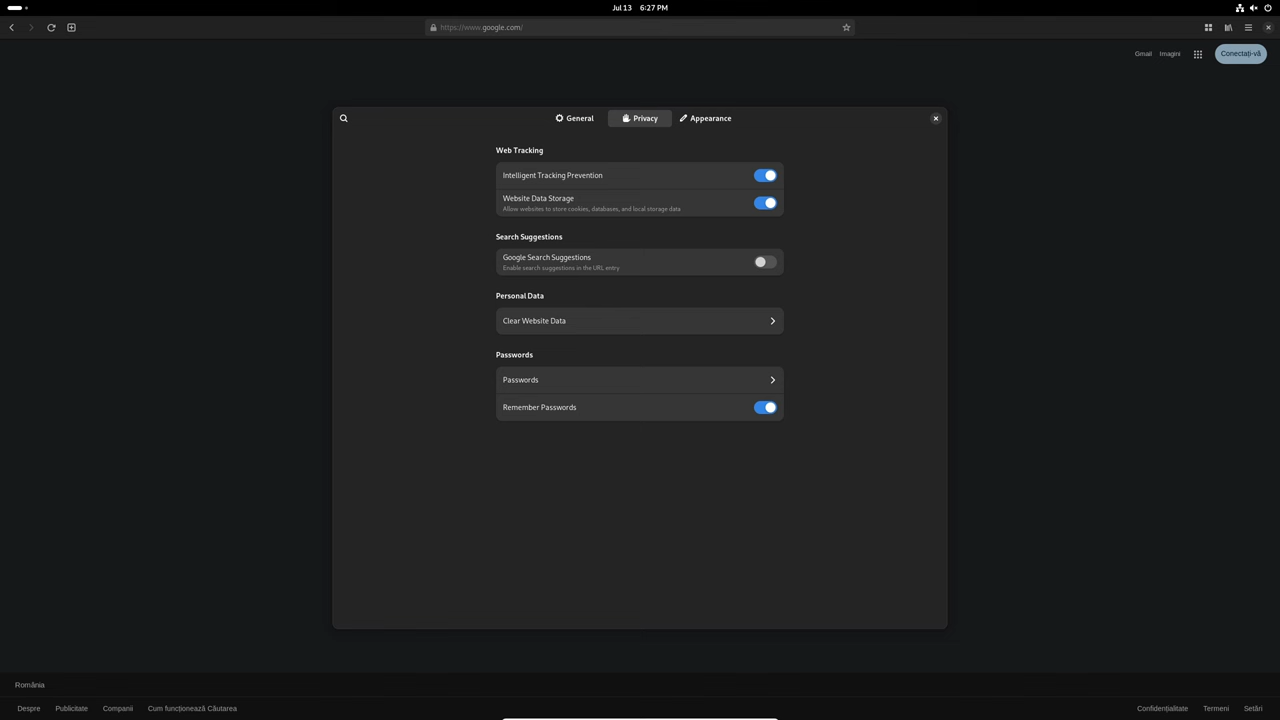 Jul 13 6:27 PM
https://www.google.com/
Gmail Imagini Conectați-vă
General Privacy Appearance
Web Tracking
Intelligent Tracking Prevention
Website Data Storage
Allow websites to store cookies, databases, and local storage data
Search Suggestions
Google Search Suggestions
Enable search suggestions in the URL entry
Personal Data
Clear Website Data
Passwords
Passwords
Remember Passwords
România
Despre Publicitate Companii Cum funcționează Căutarea Confidențialitate Termeni Setări